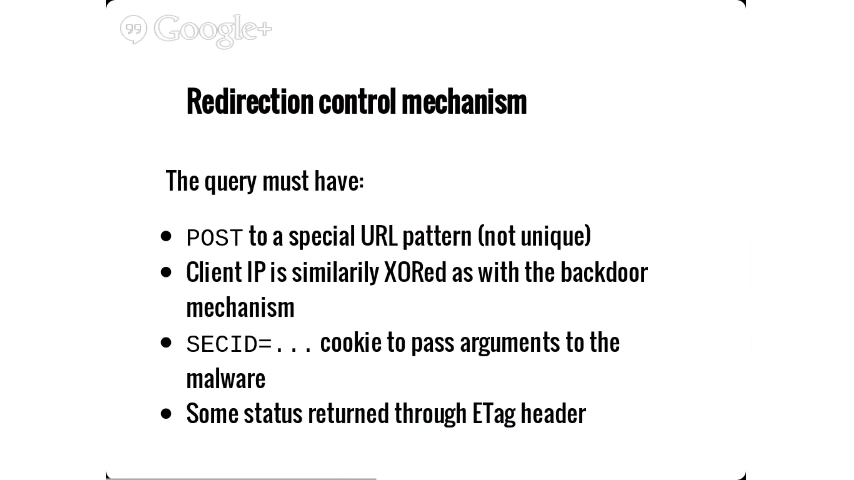 Google+
Redirection control mechanism
The query must have:
• POST to a special URL pattern (not unique)
• Client IP is similarily XORed as with the backdoor
mechanism
• SECID=... cookie to pass arguments to the
malware
• Some status returned through ETag header